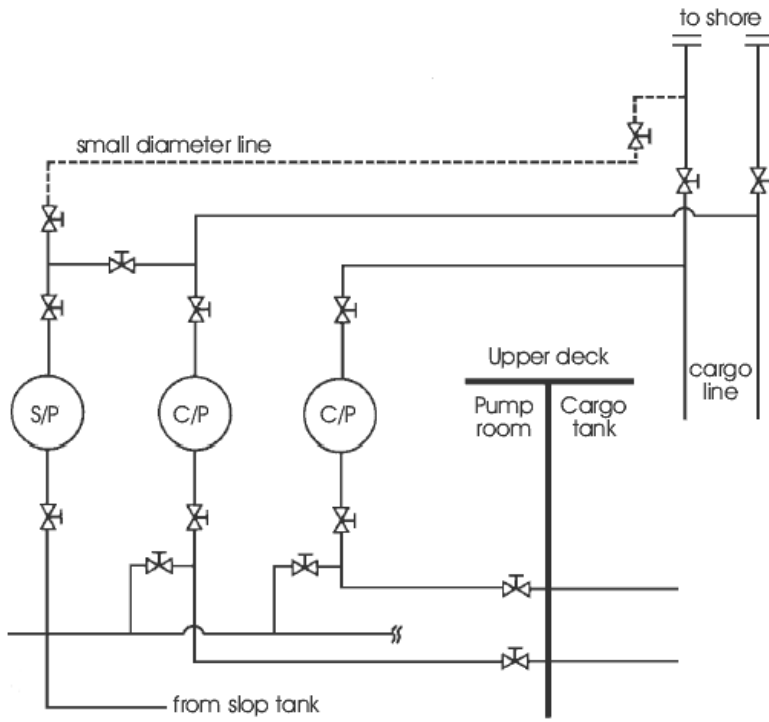 to shore
small diameter line
Upper deck
cargo
line
Pump
room
Cargo
tank
S/P
C/P
C/P
from slop tank